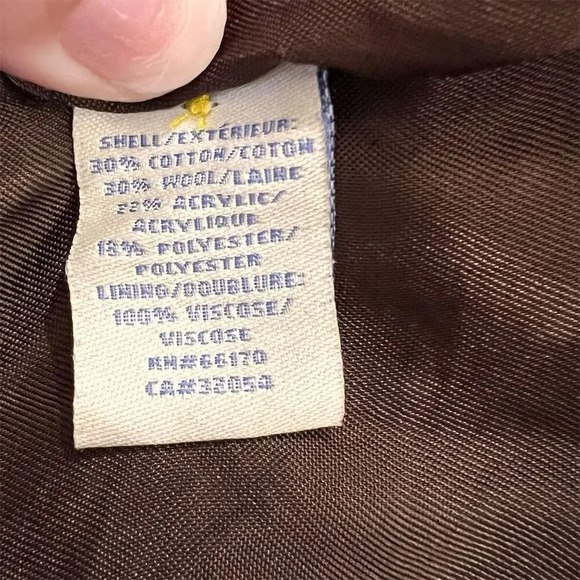 SHELL/EXTÉRIEUR:
30% COTTON/COTON
30% WOOL/LAINE
22% ACRYLIC/
ACRYLIQUE
18% POLYESTER/
POLYESTER
LINING/DOUBLURE:
100% VISCOSE/
VISCOSE
RN#66170
CA#33054